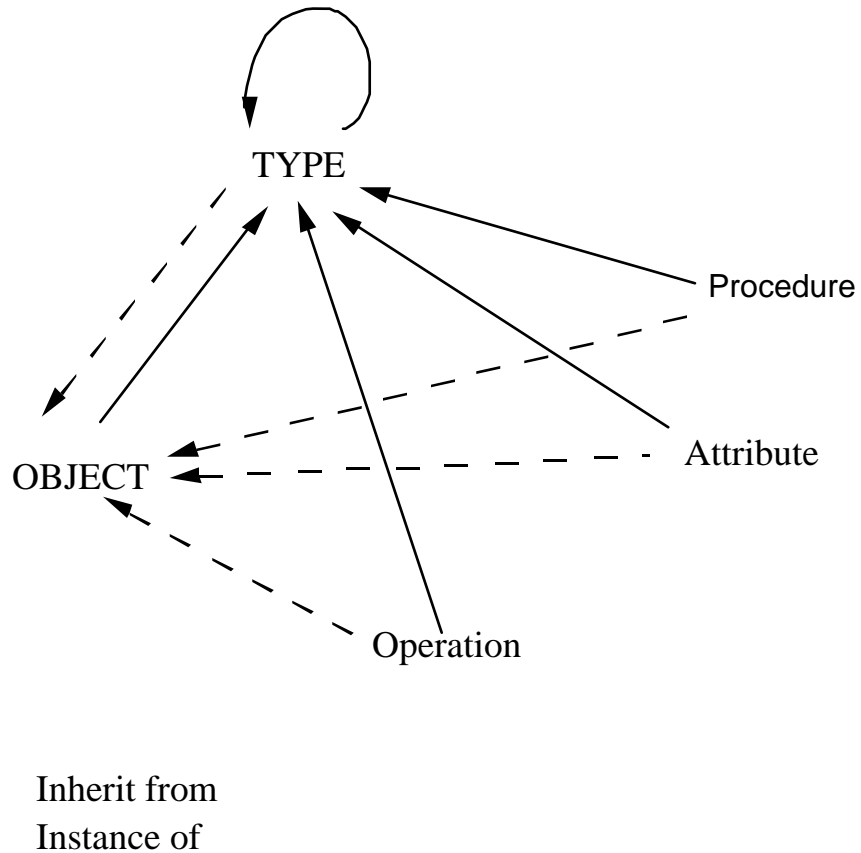 TYPE
Procedure
Attribute
OBJECT
Operation
Inherit from
Instance of